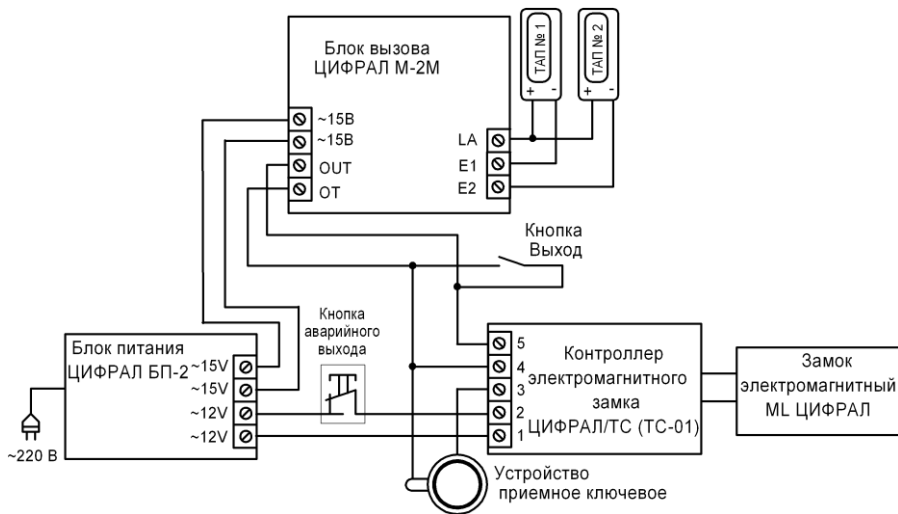 Блок вызова
ЦИФРАЛ М-2М
~15В
~15В
OUT
OT
LA
E1
E2
ТАП № 1
+ -
ТАП № 2
+ -
Кнопка
Выход
Кнопка
аварийного
выхода
Блок питания
ЦИФРАЛ БП-2
~15V
~15V
~12V
~12V
~220 В
5
4
3
2
1
Контроллер
электромагнитного
замка
ЦИФРАЛ/ТС (ТС-01)
Замок
электромагнитный
ML ЦИФРАЛ
Устройство
приемное ключевое